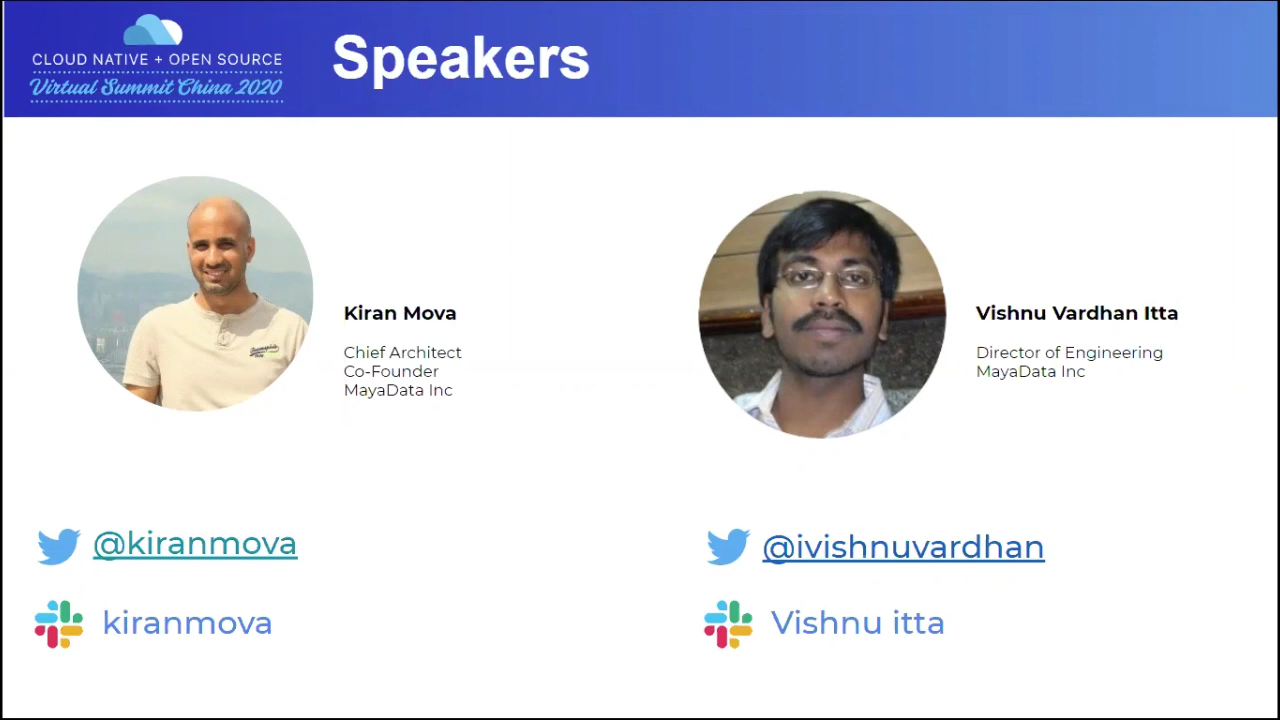 CLOUD NATIVE + OPEN SOURCE
Virtual Summit China 2020
Speakers
Kiran Mova
Chief Architect
Co-Founder
MayaData Inc
@kiranmova
kiranmova
Vishnu Vardhan Itta
Director of Engineering
MayaData Inc
@ivishnuvardhan
Vishnu itta